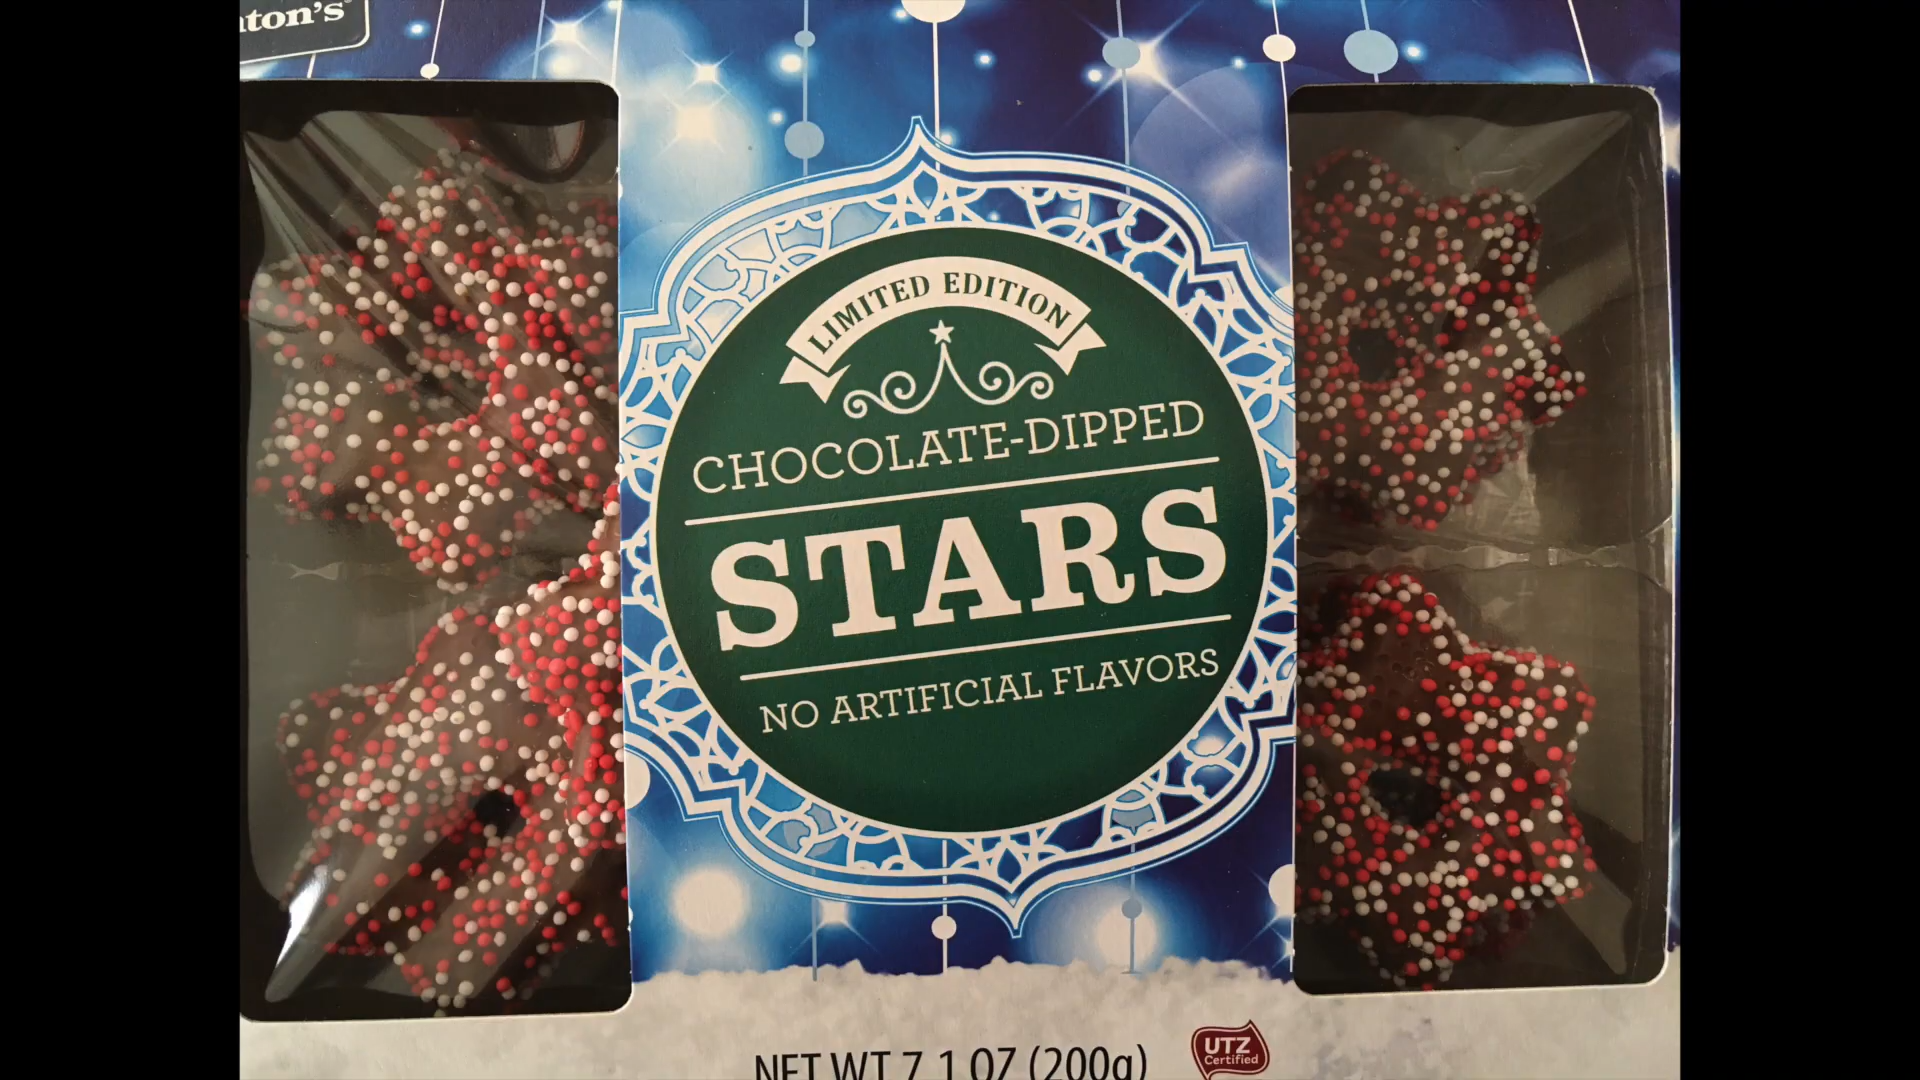 LIMITED EDITION
CHOCOLATE-DIPPED
STARS
NO ARTIFICIAL FLAVORS
NET WT 7.1 OZ (200g)
UTZ
Certified